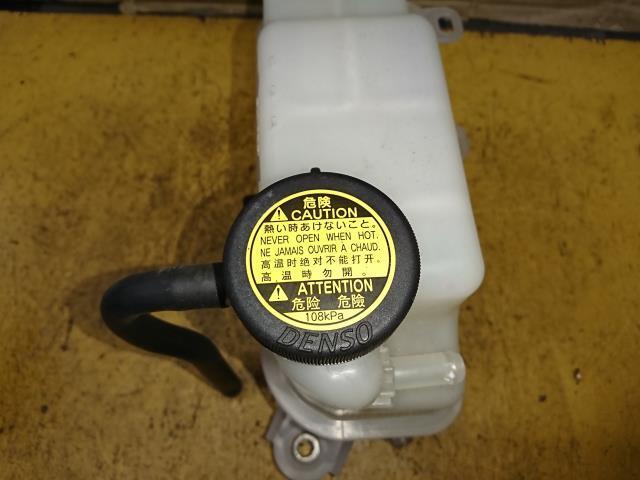 危険
CAUTION
熱い時あけないこと。
NEVER OPEN WHEN HOT.
NE JAMAIS OUVRIR A CHAUD.
高温时绝对不能打开。
高温時勿開。
ATTENTION
危险 危險
108kPa
DENSO